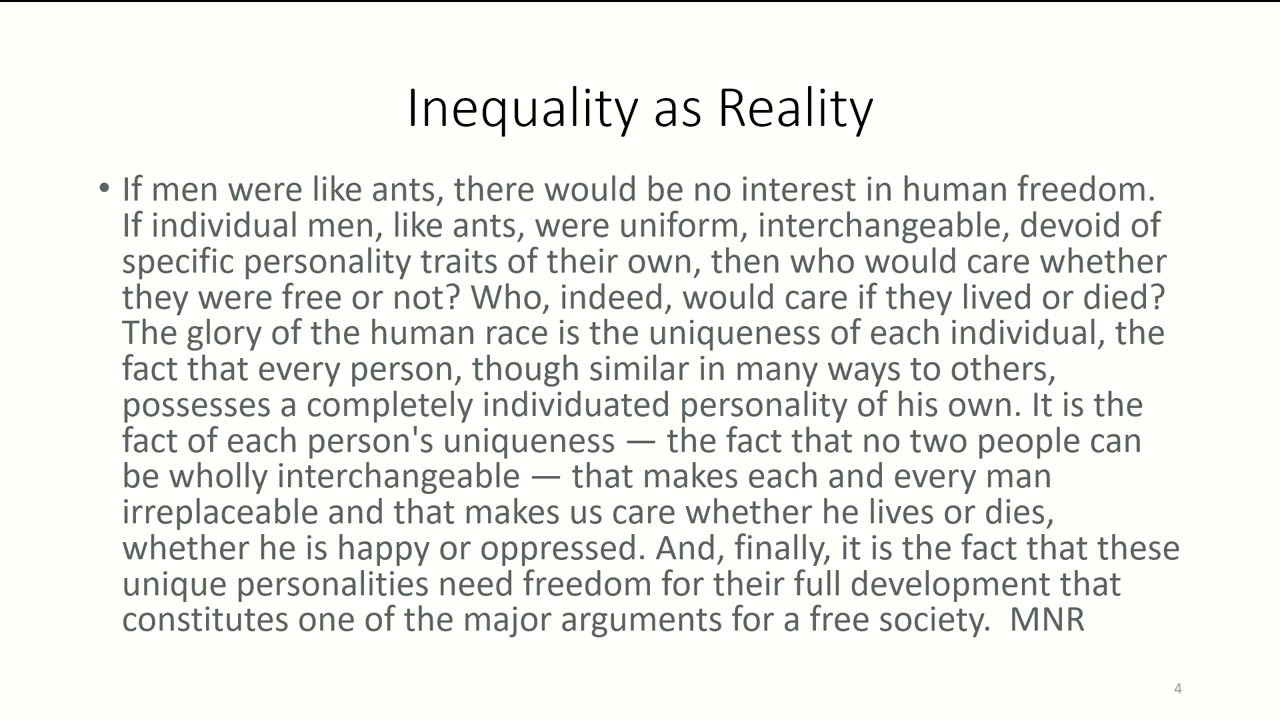 Inequality as Reality
• If men were like ants, there would be no interest in human freedom.
If individual men, like ants, were uniform, interchangeable, devoid of
specific personality traits of their own, then who would care whether
they were free or not? Who, indeed, would care if they lived or died?
The glory of the human race is the uniqueness of each individual, the
fact that every person, though similar in many ways to others,
possesses a completely individuated personality of his own. It is the
fact of each person's uniqueness — the fact that no two people can
be wholly interchangeable — that makes each and every man
irreplaceable and that makes us care whether he lives or dies,
whether he is happy or oppressed. And, finally, it is the fact that these
unique personalities need freedom for their full development that
constitutes one of the major arguments for a free society.  MNR
4